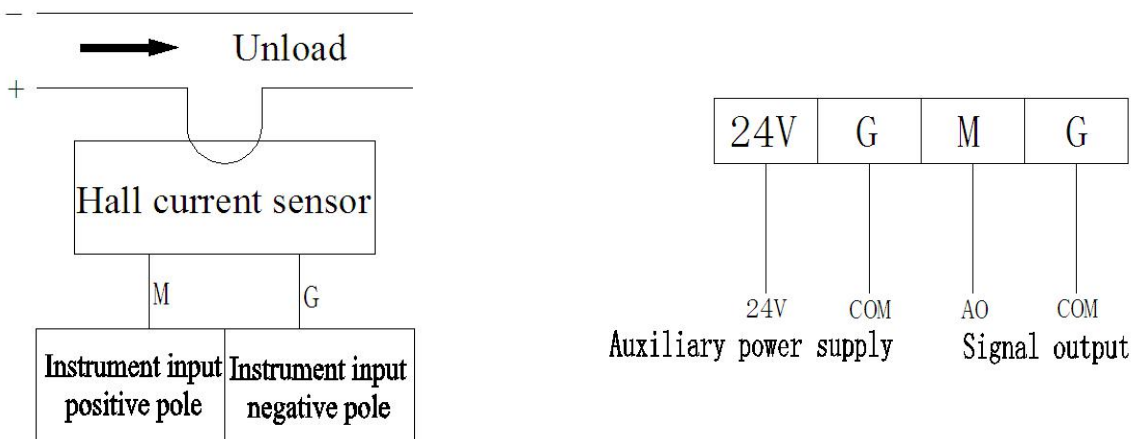 −
Unload
+
Hall current sensor
M
G
Instrument input
positive pole
Instrument input
negative pole
24V
G
M
G
24V
COM
AO
COM
Auxiliary power supply
Signal output